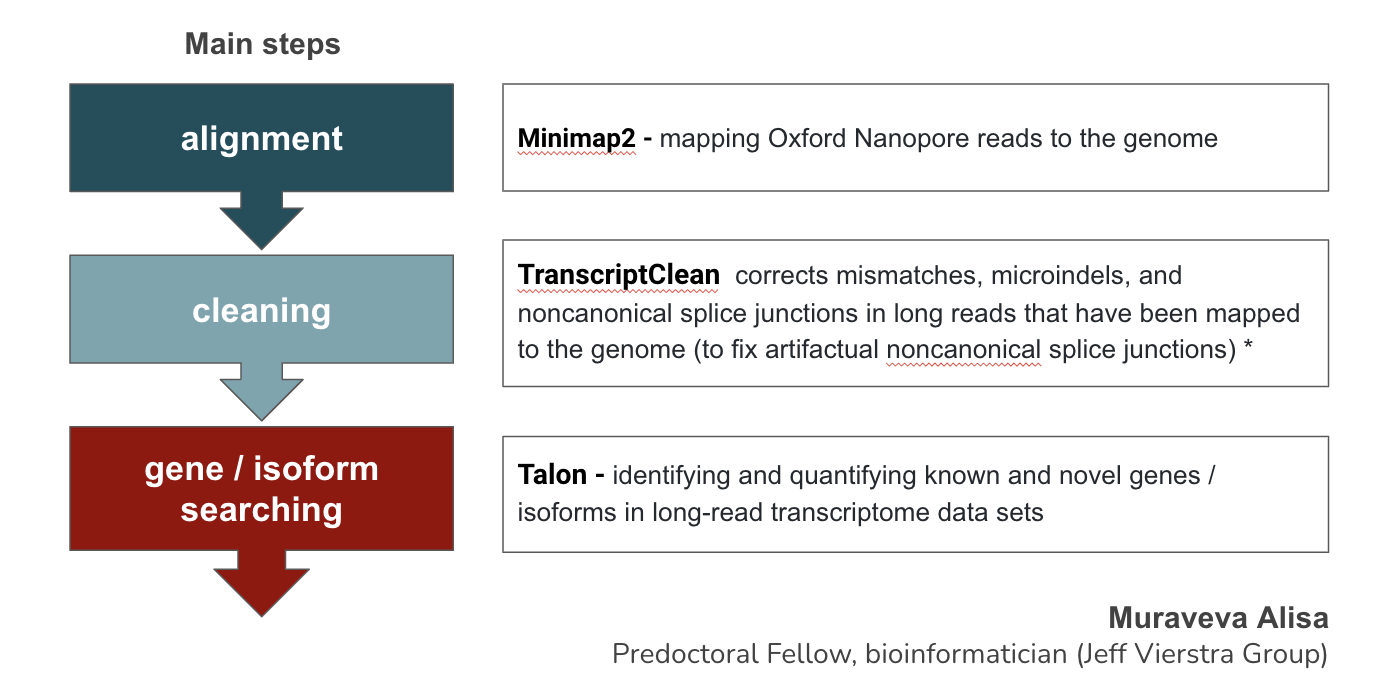 Main steps
alignment
Minimap2 - mapping Oxford Nanopore reads to the genome
cleaning
TranscriptClean corrects mismatches, microindels, and
noncanonical splice junctions in long reads that have been mapped
to the genome (to fix artifactual noncanonical splice junctions) *
gene / isoform
searching
Talon - identifying and quantifying known and novel genes /
isoforms in long-read transcriptome data sets
Muraveva Alisa
Predoctoral Fellow, bioinformatician (Jeff Vierstra Group)